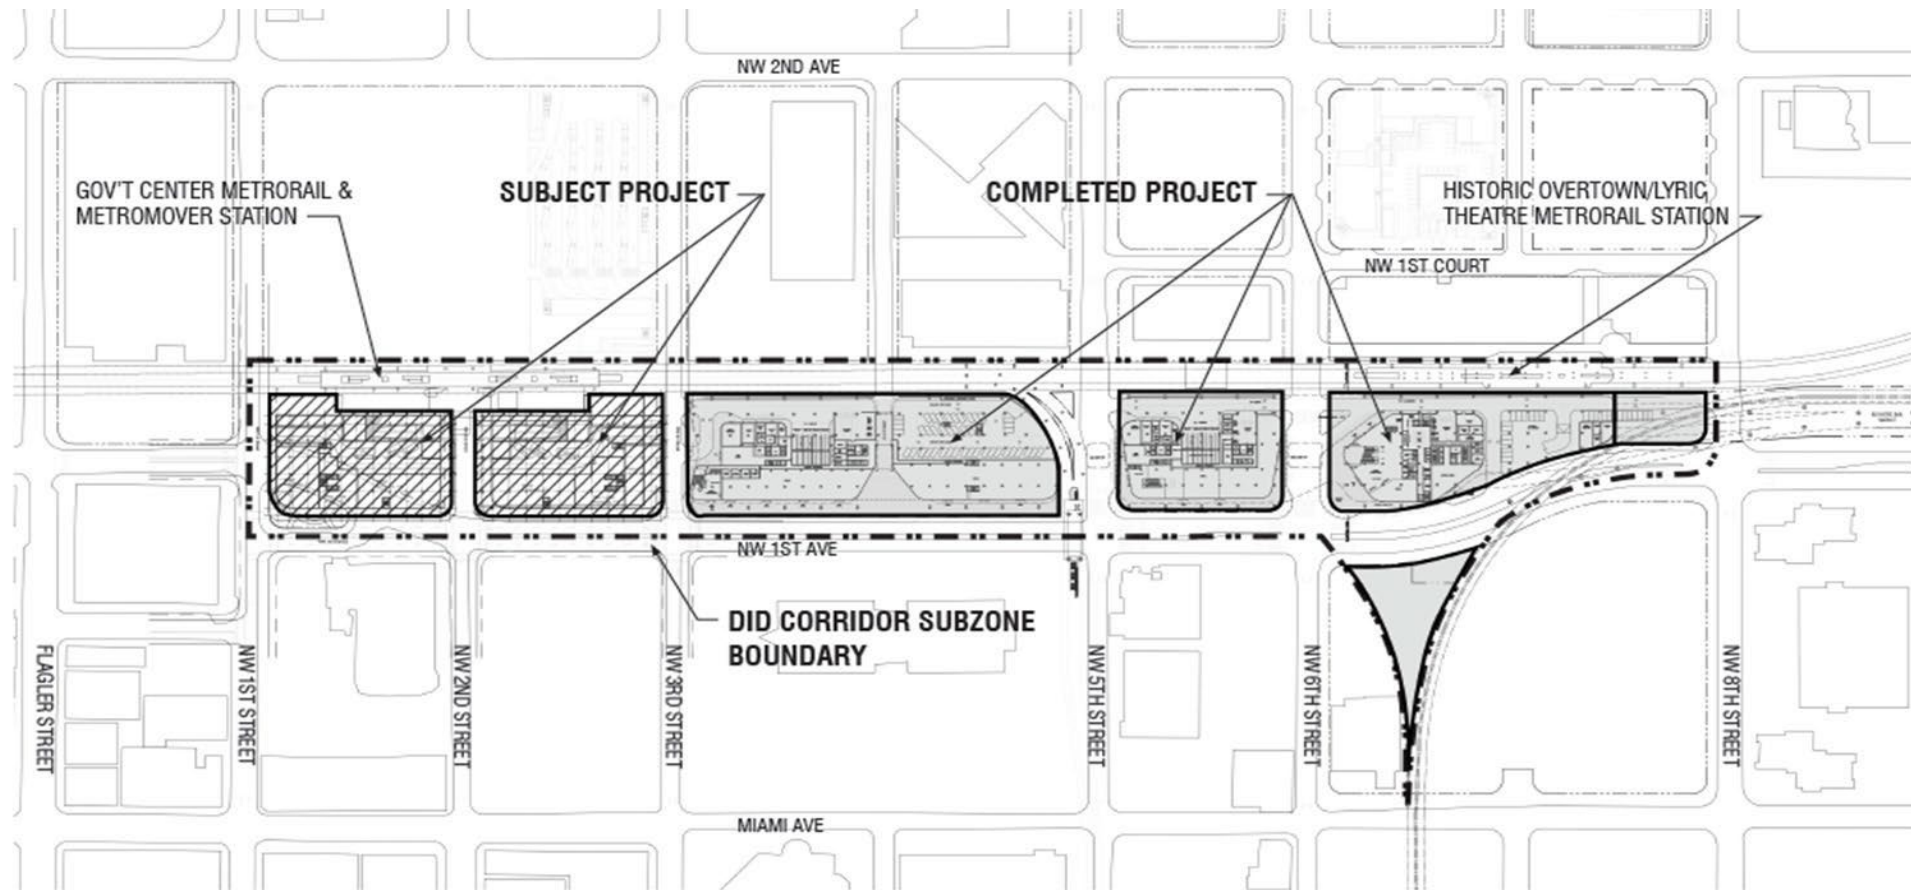 NW 2ND AVE
GOV'T CENTER METRORAIL &
METROMOVER STATION
SUBJECT PROJECT
COMPLETED PROJECT
HISTORIC OVERTOWN/LYRIC
THEATRE METRORAIL STATION
NW 1ST COURT
NW 1ST AVE
DID CORRIDOR SUBZONE
BOUNDARY
FLAGLER STREET
NW 1ST STREET
NW 2ND STREET
NW 3RD STREET
NW 5TH STREET
NW 6TH STREET
NW 8TH STREET
MIAMI AVE